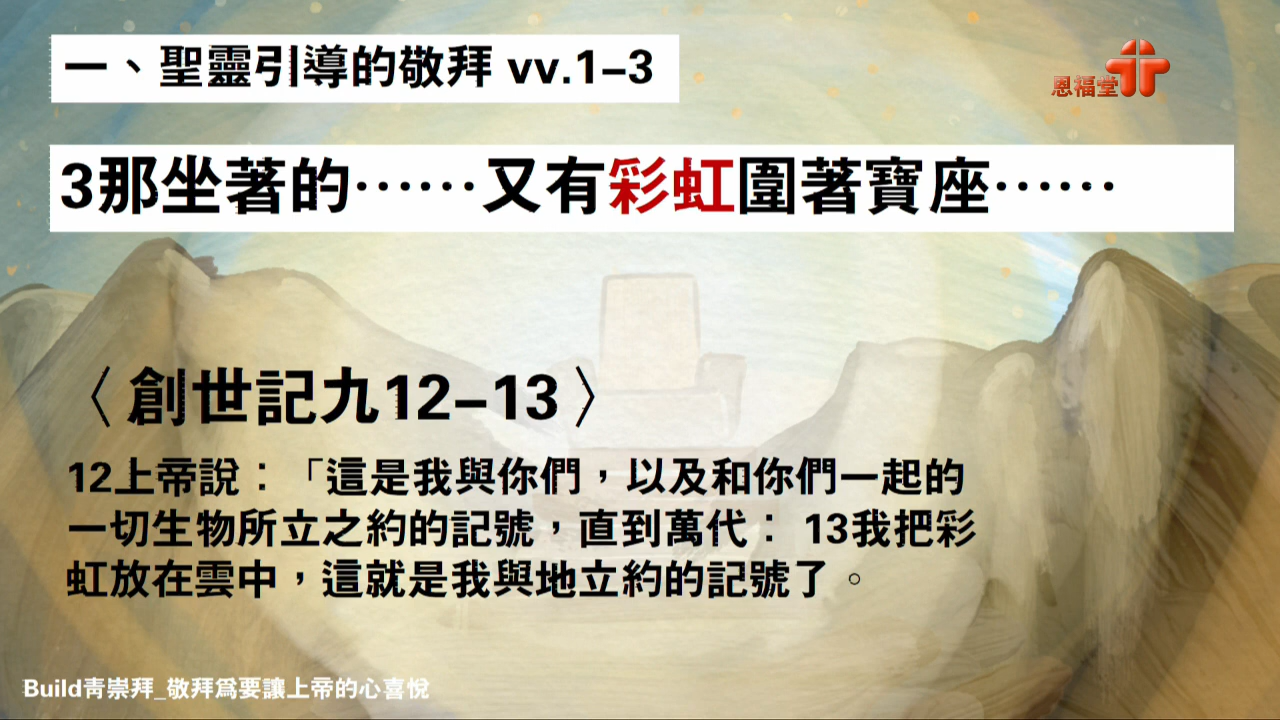 一、聖靈引導的敬拜 vv.1–3
恩福堂
3那坐著的⋯⋯又有彩虹圍著寶座⋯⋯
〈創世記九12–13〉
12上帝說：「這是我與你們，以及和你們一起的
一切生物所立之約的記號，直到萬代： 13我把彩
虹放在雲中，這就是我與地立約的記號了。
Build青崇拜_敬拜為要讓上帝的心喜悅